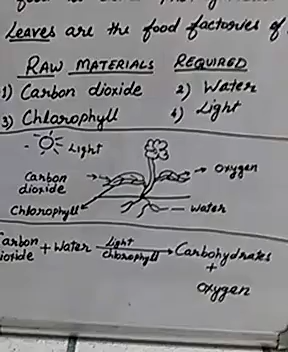 Leaves are the food factories of
RAW MATERIALS REQUIRED
1) Carbon dioxide 2) Water
3) Chlorophyll 4) Light
Light
Oxygen
Carbon dioxide
Chlorophyll
Water
Carbon dioxide + Water Light chlorophyll → Carbohydrates
+
Oxygen